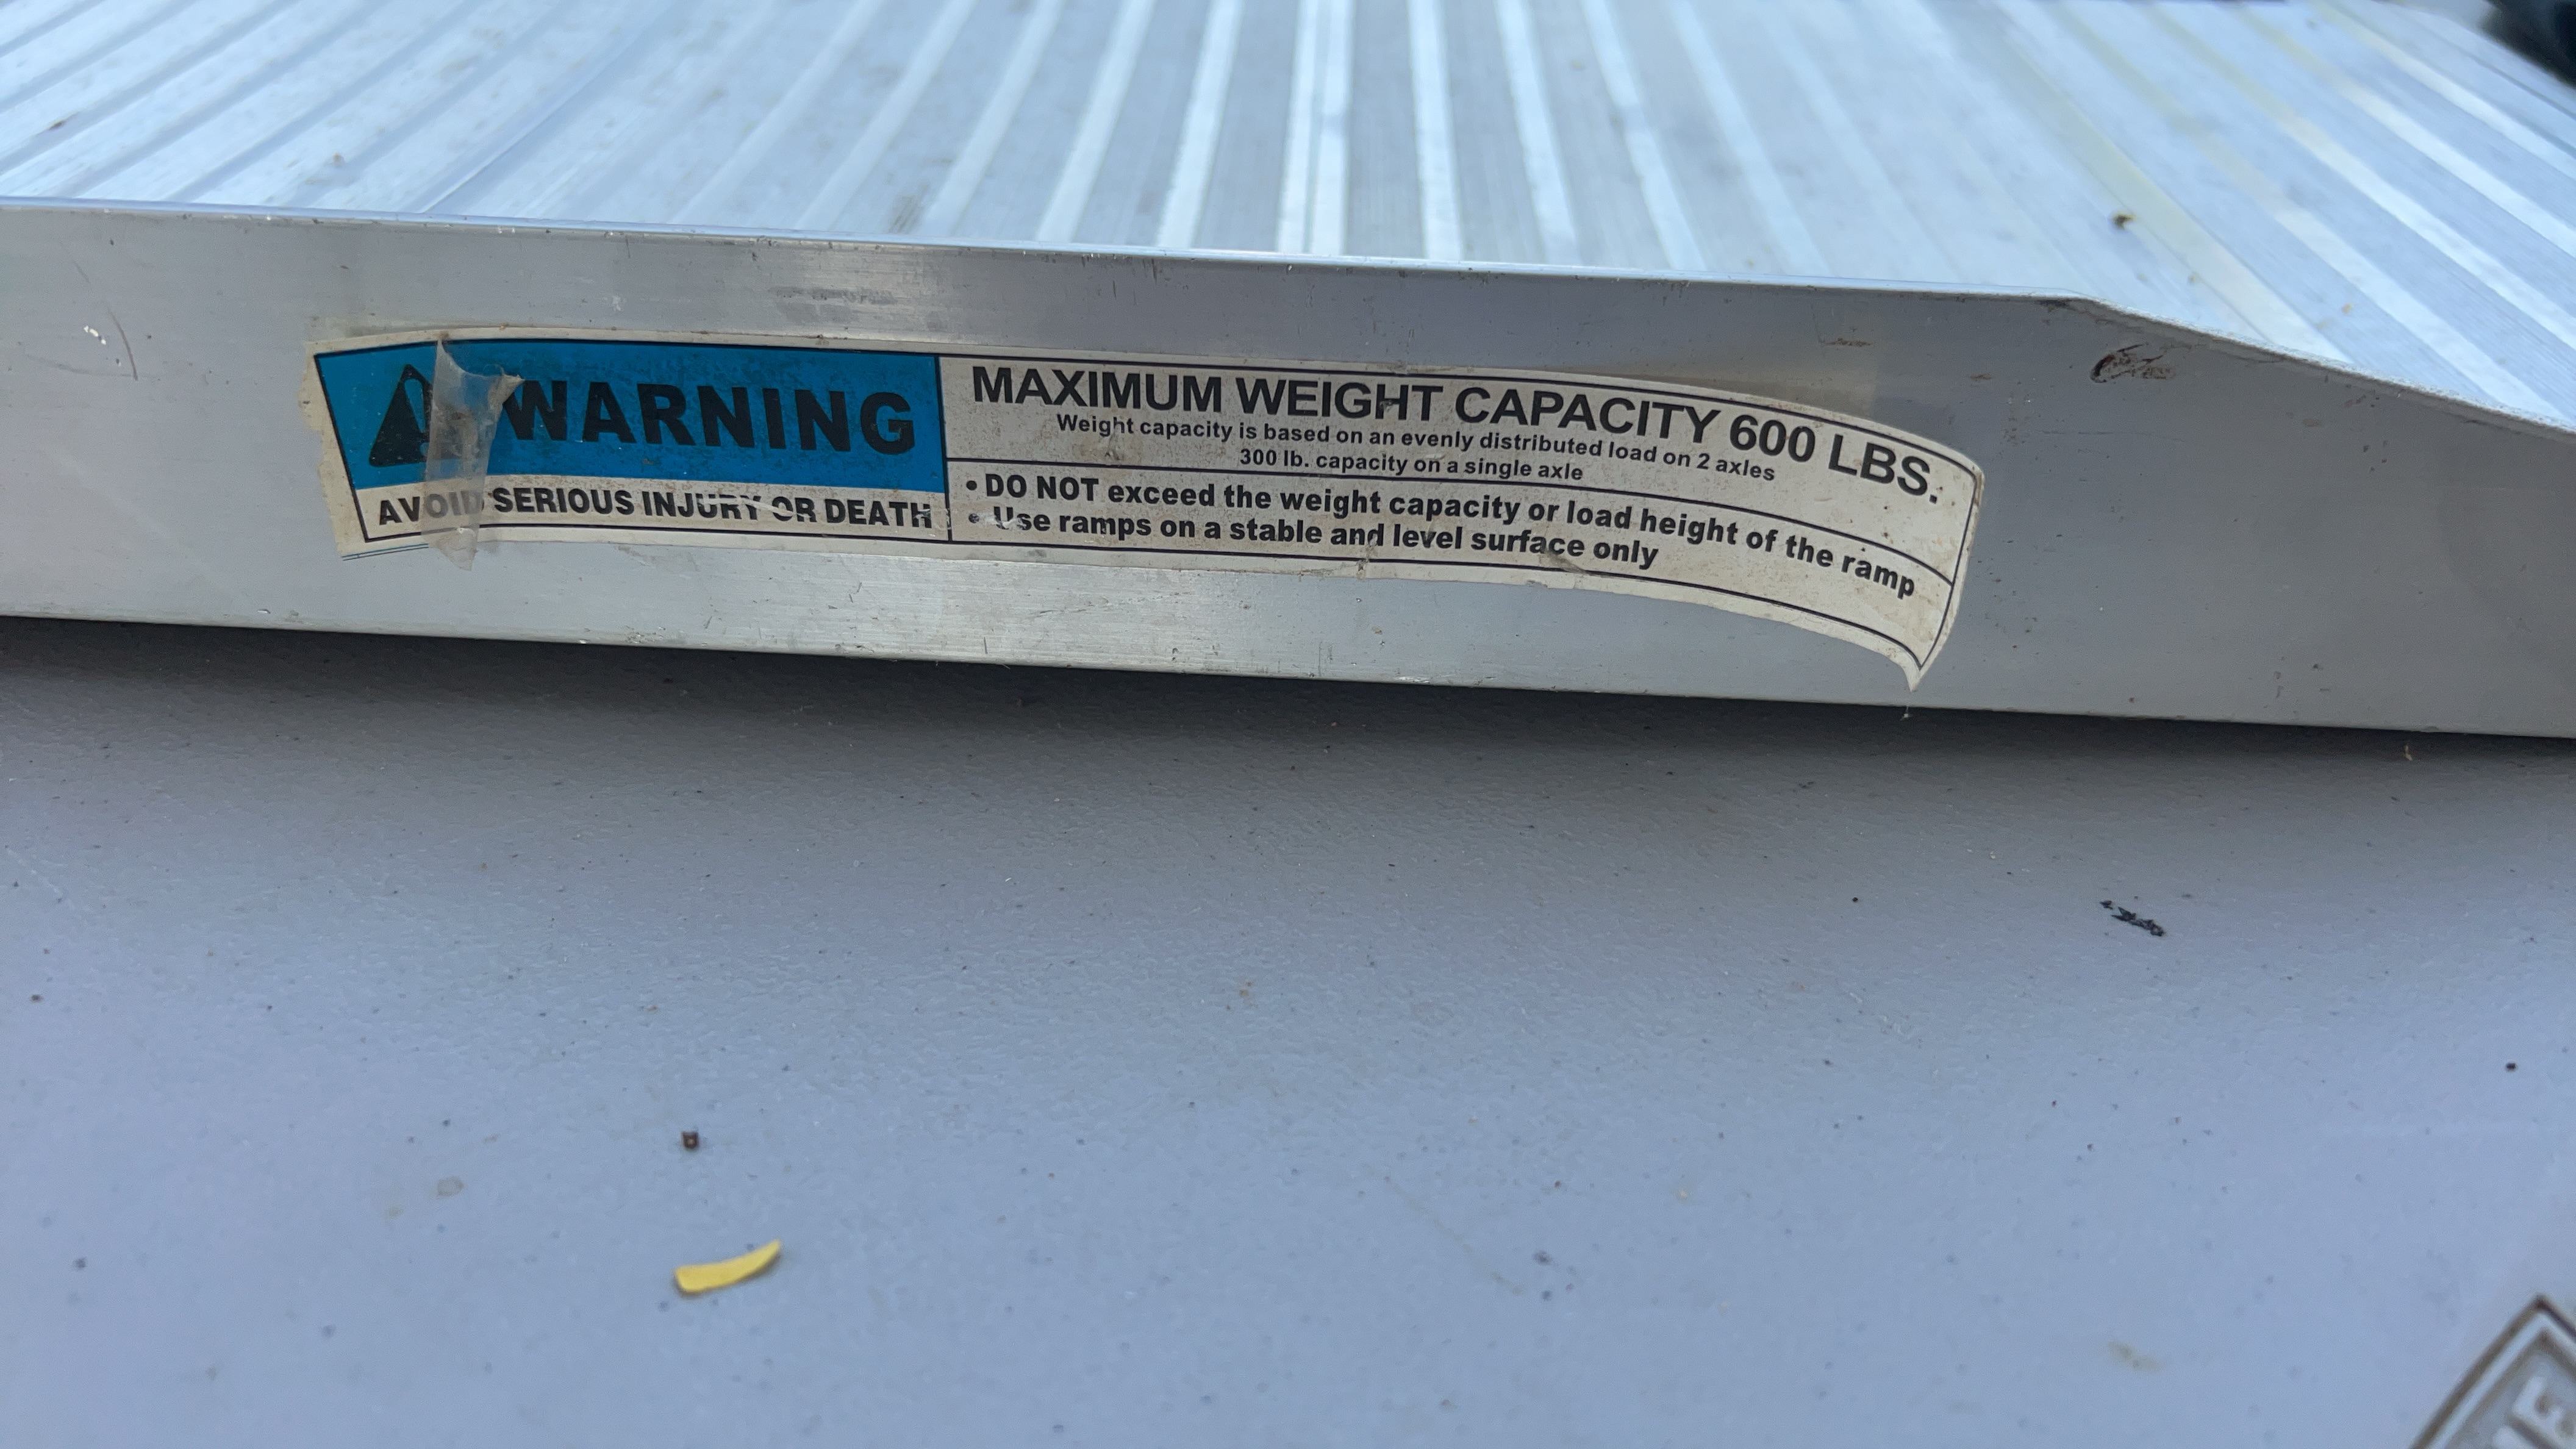 WARNING
AVOID SERIOUS INJURY OR DEATH
MAXIMUM WEIGHT CAPACITY 600 LBS.
Weight capacity is based on an evenly distributed load on 2 axles
300 lb. capacity on a single axle
• DO NOT exceed the weight capacity or load height of the ramp
• Use ramps on a stable and level surface only